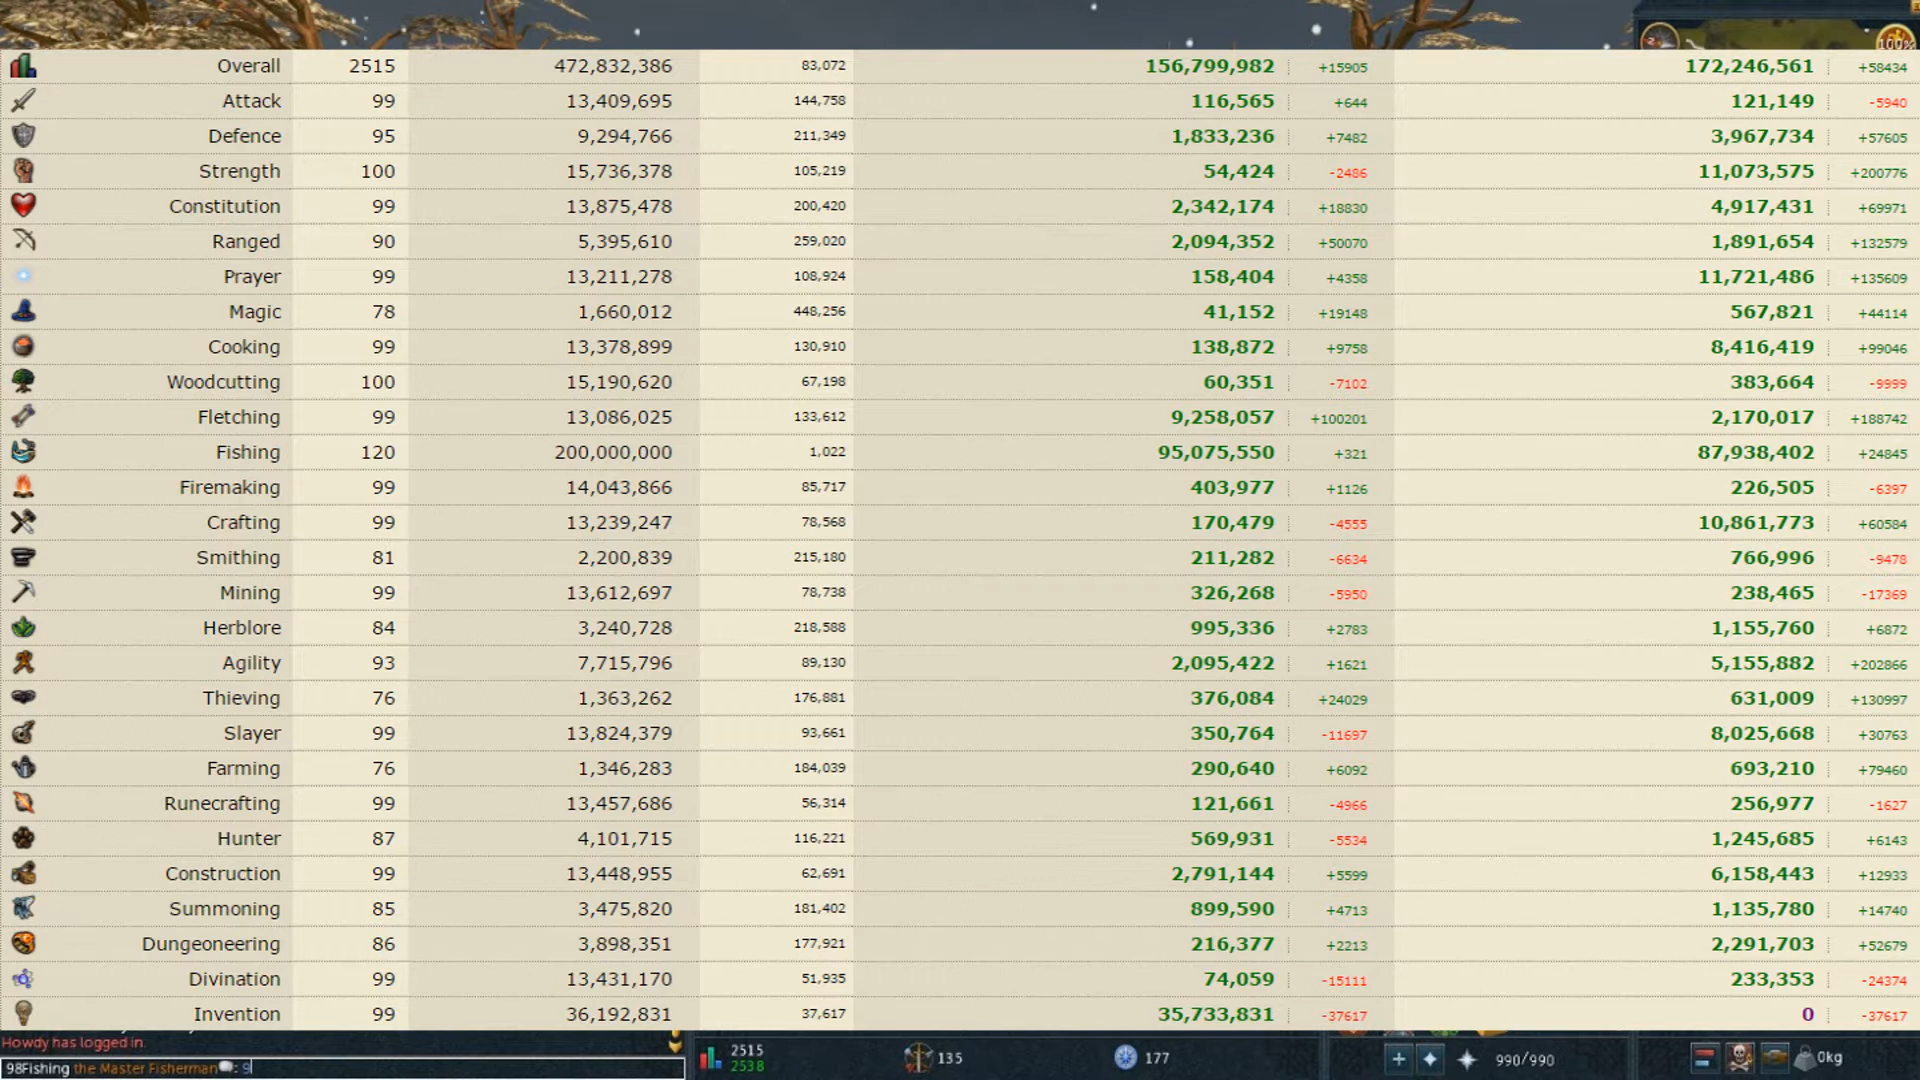 100%
Overall 2515 472,832,386 83,072 156,799,982 +15905 172,246,561 +58434
Attack 99 13,409,695 144,758 116,565 +644 121,149 -5940
Defence 95 9,294,766 211,349 1,833,236 +7482 3,967,734 +57605
Strength 100 15,736,378 105,219 54,424 -2486 11,073,575 +200776
Constitution 99 13,875,478 200,420 2,342,174 +18830 4,917,431 +69971
Ranged 90 5,395,610 259,020 2,094,352 +50070 1,891,654 +132579
Prayer 99 13,211,278 108,924 158,404 +4358 11,721,486 +135609
Magic 78 1,660,012 448,256 41,152 +19148 567,821 +44114
Cooking 99 13,378,899 130,910 138,872 +9758 8,416,419 +99046
Woodcutting 100 15,190,620 67,198 60,351 -7102 383,664 -9999
Fletching 99 13,086,025 133,612 9,258,057 +100201 2,170,017 +188742
Fishing 120 200,000,000 1,022 95,075,550 +321 87,938,402 +24845
Firemaking 99 14,043,866 85,717 403,977 +1126 226,505 -6397
Crafting 99 13,239,247 78,568 170,479 -4555 10,861,773 +60584
Smithing 81 2,200,839 215,180 211,282 -6634 766,996 -9478
Mining 99 13,612,697 78,738 326,268 -5950 238,465 -17369
Herblore 84 3,240,728 218,588 995,336 +2783 1,155,760 +6872
Agility 93 7,715,796 89,130 2,095,422 +1621 5,155,882 +202866
Thieving 76 1,363,262 176,881 376,084 +24029 631,009 +130997
Slayer 99 13,824,379 93,661 350,764 -11697 8,025,668 +30763
Farming 76 1,346,283 184,039 290,640 +6092 693,210 +79460
Runecrafting 99 13,457,686 56,314 121,661 -4966 256,977 -1627
Hunter 87 4,101,715 116,221 569,931 -5534 1,245,685 +6143
Construction 99 13,448,955 62,691 2,791,144 +5599 6,158,443 +12933
Summoning 85 3,475,820 181,402 899,590 +4713 1,135,780 +14740
Dungeoneering 86 3,898,351 177,921 216,377 +2213 2,291,703 +52679
Divination 99 13,431,170 51,935 74,059 -15111 233,353 -24374
Invention 99 36,192,831 37,617 35,733,831 -37617 0 -37617
Howdy has logged in.
98Fishing the Master Fisherman: 9
2515
2538
135
177
990/990
0kg